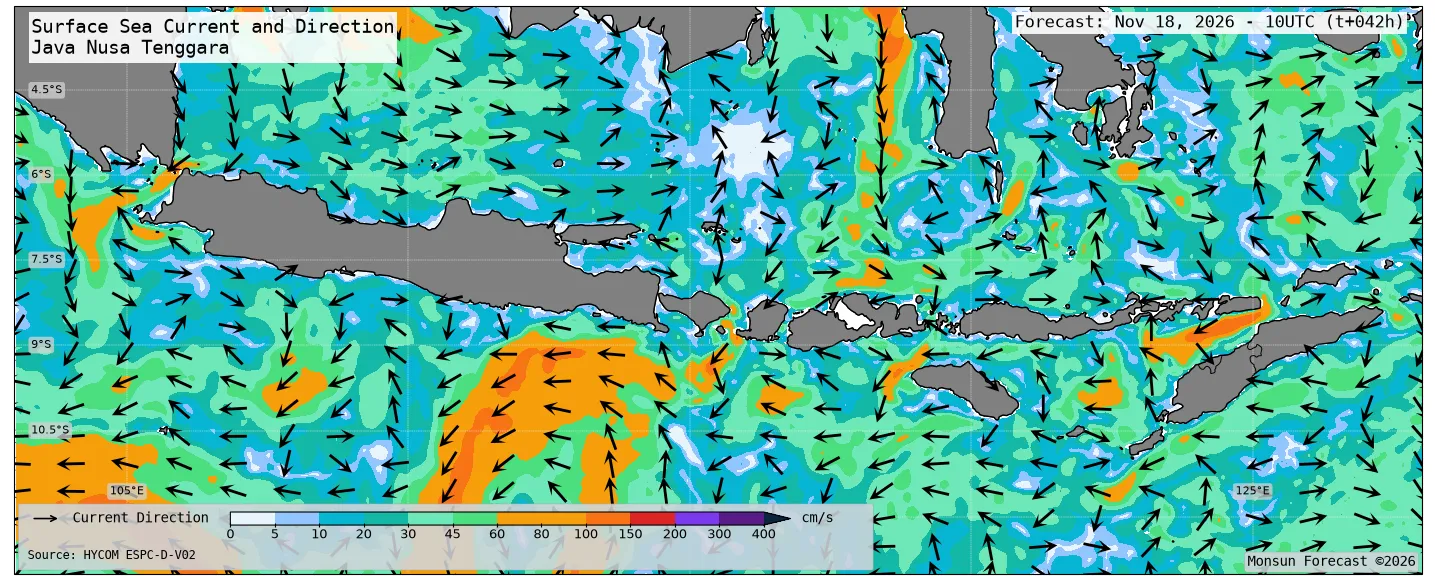 Surface Sea Current and Direction
Java Nusa Tenggara
Forecast: Nov 18, 2026 - 10UTC (t+042h)
4.5°S
6°S
7.5°S
9°S
10.5°S
105°E
125°E
Current Direction
0 5 10 20 30 45 60 80 100 150 200 300 400
cm/s
Source: HYCOM ESPC-D-V02
Monsun Forecast ©2026